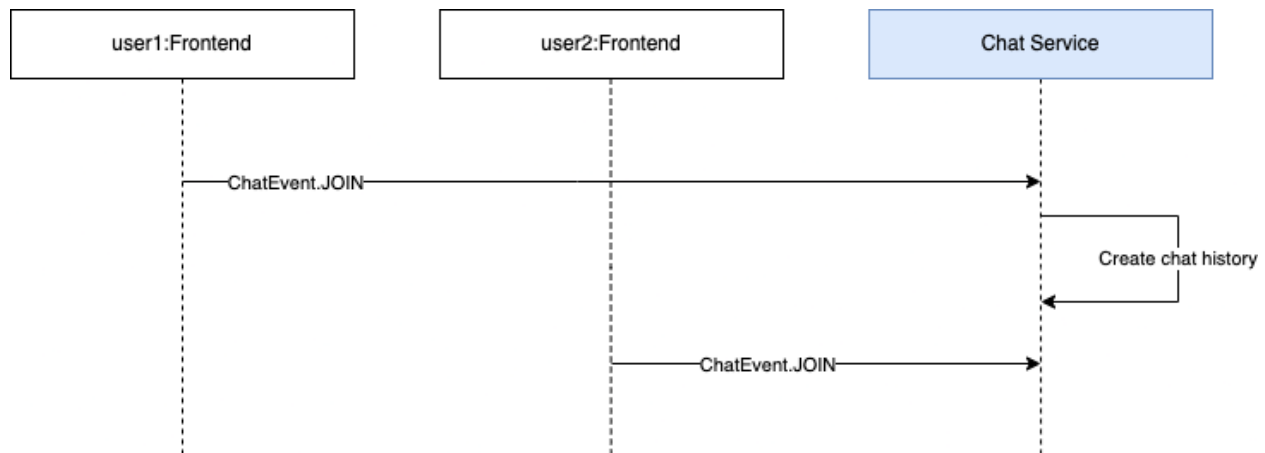 user1:Frontend
user2:Frontend
Chat Service
ChatEvent.JOIN
Create chat history
ChatEvent.JOIN